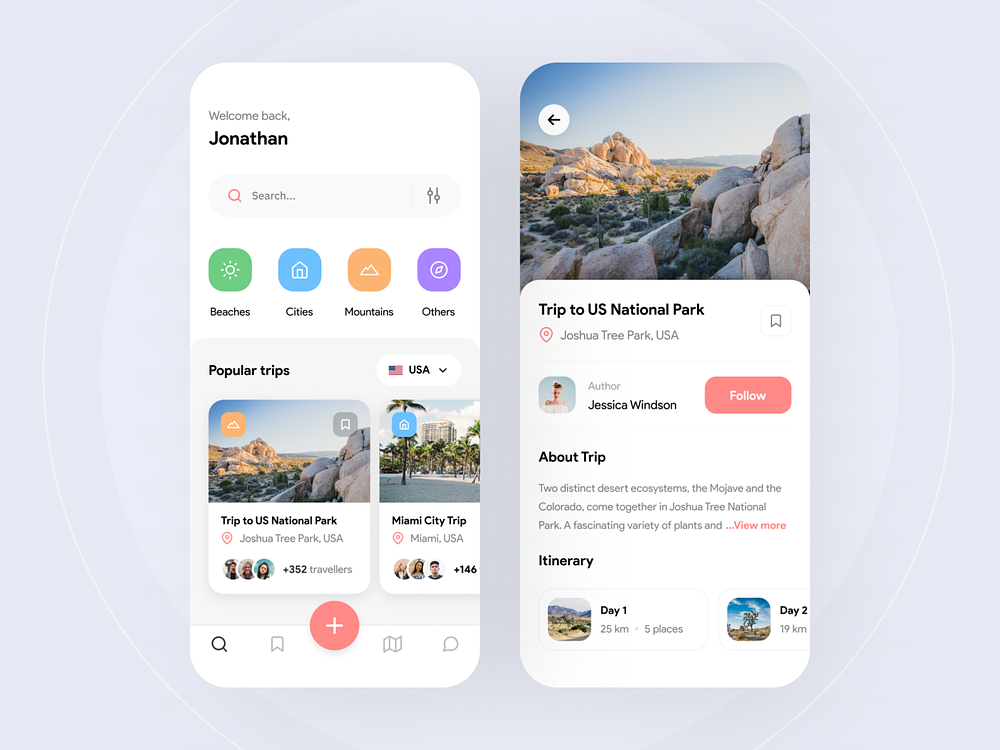 Welcome back,
Jonathan
Search...
Beaches
Cities
Mountains
Others
Popular trips
USA
Trip to US National Park
Joshua Tree Park, USA
+352 travellers
Miami City Trip
Miami, USA
+146
Trip to US National Park
Joshua Tree Park, USA
Author
Jessica Windson
Follow
About Trip
Two distinct desert ecosystems, the Mojave and the
Colorado, come together in Joshua Tree National
Park. A fascinating variety of plants and ...View more
Itinerary
Day 1
25 km • 5 places
Day 2
19 km